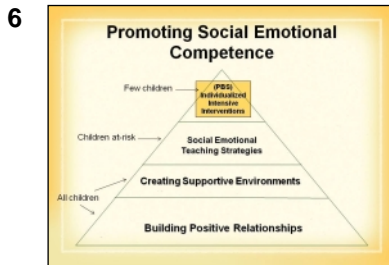 6
Promoting Social Emotional
Competence
Few children
(PBS)
Individualized
Intensive
Interventions
Children at-risk
Social Emotional
Teaching Strategies
Creating Supportive Environments
All children
Building Positive Relationships